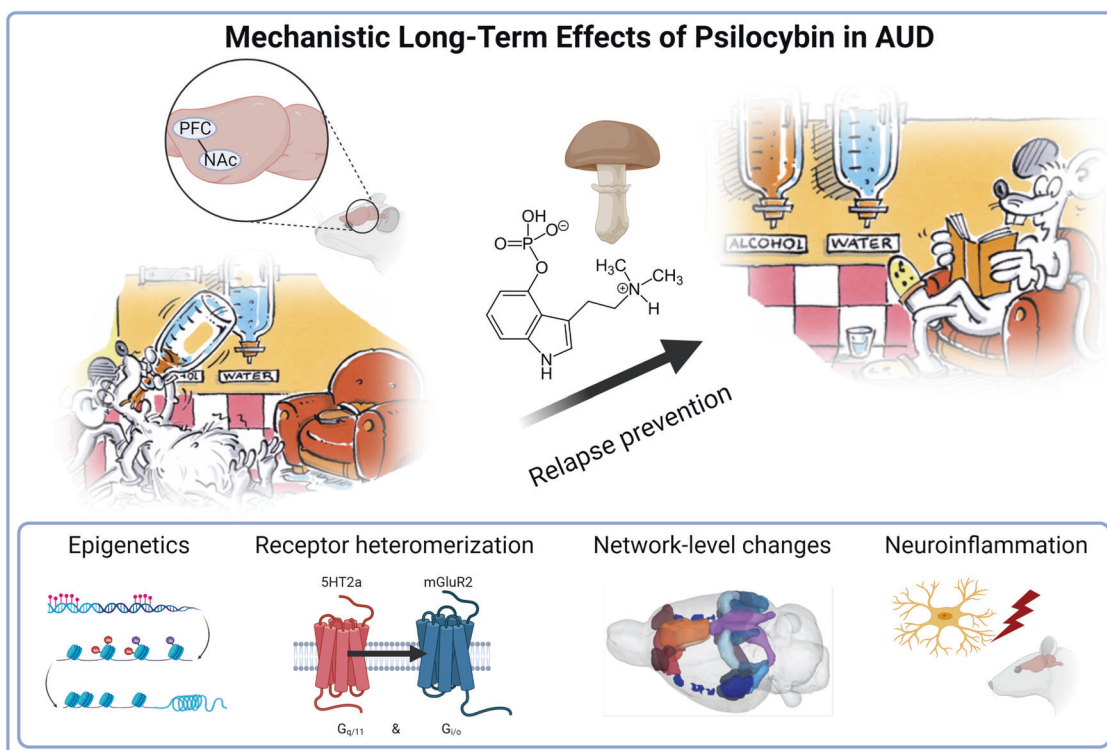 Mechanistic Long-Term Effects of Psilocybin in AUD
PFC
NAc
OH
O
P
O⊖
O
H₃C
CH₃
N
⊕
H
N
H
ALCOHOL
WATER
HOL
WATER
Relapse prevention
Epigenetics
Receptor heteromerization
Network-level changes
Neuroinflammation
5HT2a
mGluR2
Gq/11 & Gi/o